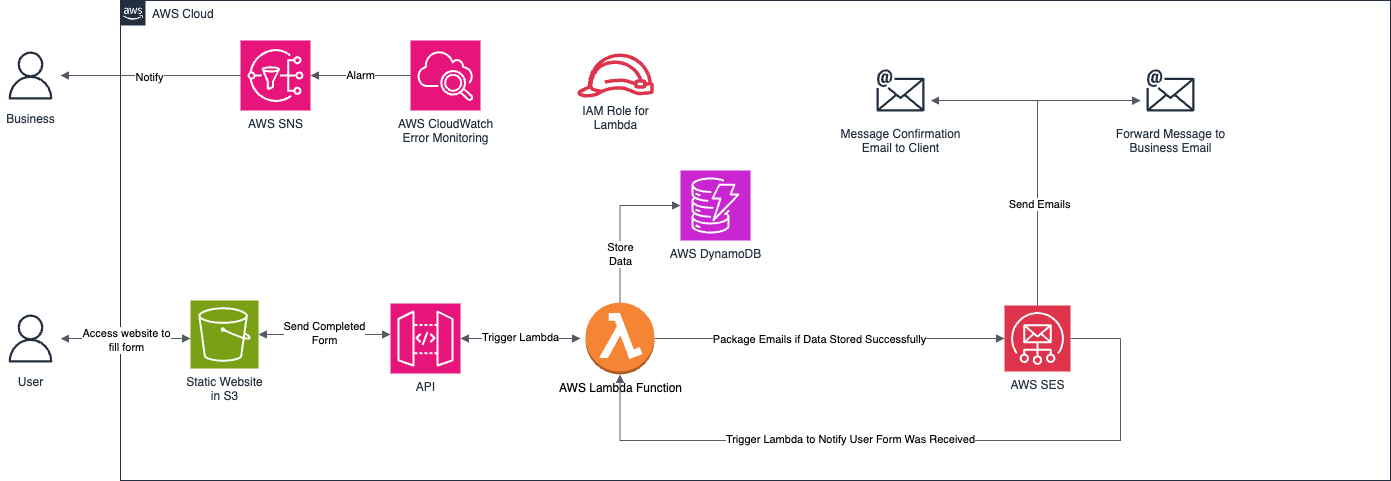 aws
AWS Cloud
Business
Notify
AWS SNS
Alarm
AWS CloudWatch
Error Monitoring
IAM Role for
Lambda
@
Message Confirmation
Email to Client
@
Forward Message to
Business Email
Send Emails
Store
Data
AWS DynamoDB
User
Access website to
fill form
Static Website
in S3
Send Completed
Form
</>
API
Trigger Lambda
AWS Lambda Function
Package Emails if Data Stored Successfully
AWS SES
Trigger Lambda to Notify User Form Was Received